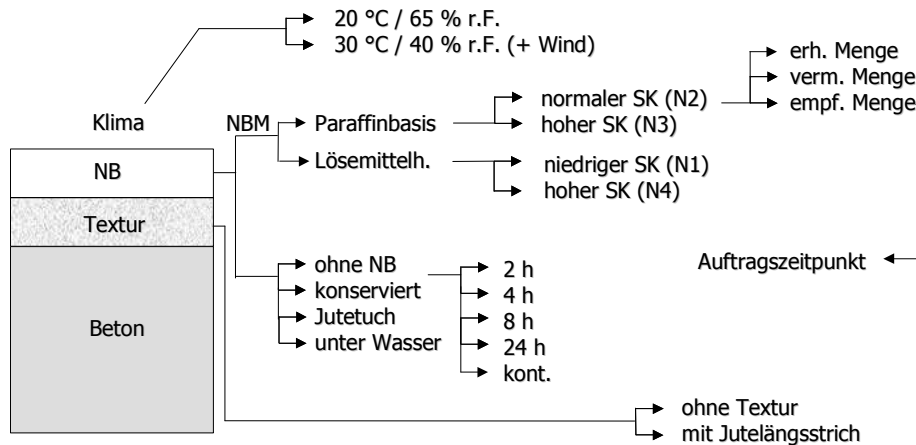 20 °C / 65 % r.F.
30 °C / 40 % r.F. (+ Wind)
Klima
NBM
Paraffinbasis
normaler SK (N2)
hoher SK (N3)
erh. Menge
verm. Menge
empf. Menge
Lösemittelh.
niedriger SK (N1)
hoher SK (N4)
NB
Textur
Beton
ohne NB
konserviert
Jutetuch
unter Wasser
2 h
4 h
8 h
24 h
kont.
Auftragszeitpunkt
ohne Textur
mit Jutelängsstrich